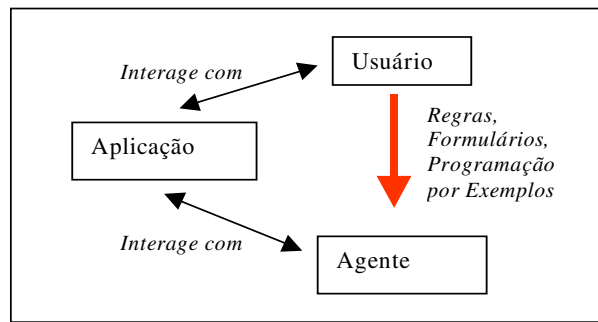 Usuário
Interage com
Regras,
Formulários,
Programação
por Exemplos
Aplicação
Interage com
Agente